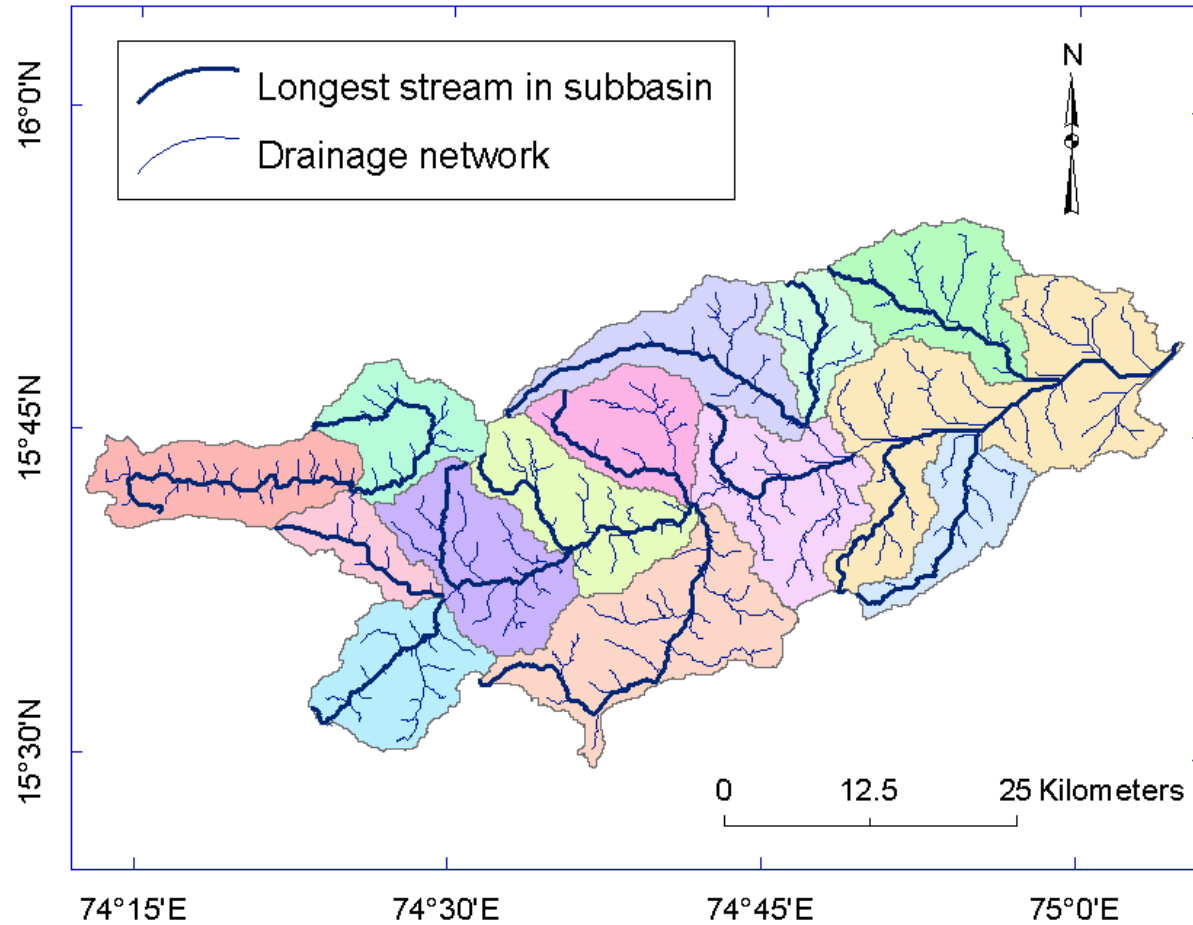 Longest stream in subbasin
Drainage network
N
16°0'N
15°45'N
15°30'N
0 12.5 25 Kilometers
74°15'E 74°30'E 74°45'E 75°0'E